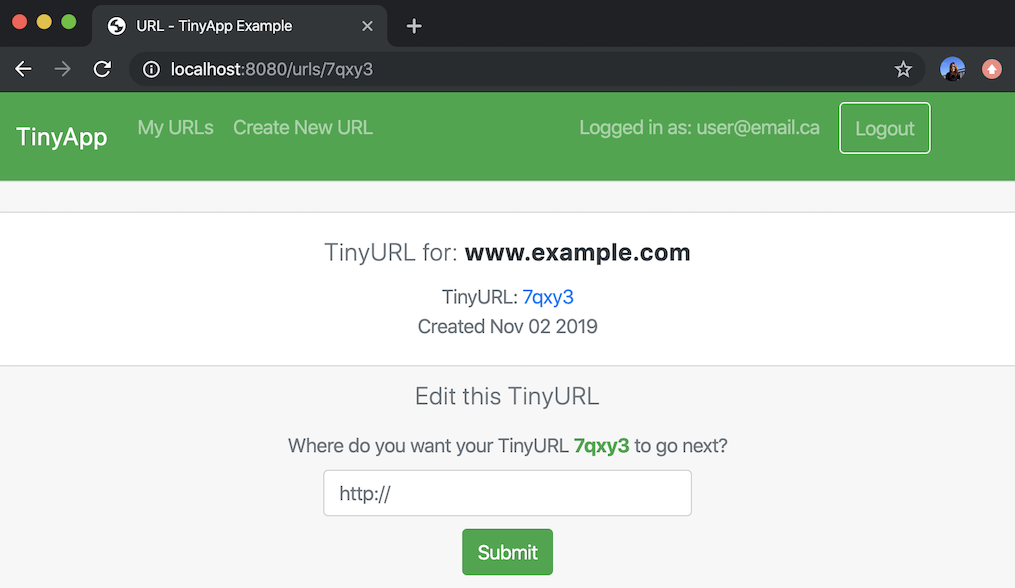 URL - TinyApp Example
localhost:8080/urls/7qxy3
TinyApp My URLs Create New URL Logged in as: user@email.ca Logout
TinyURL for: www.example.com
TinyURL: 7qxy3
Created Nov 02 2019
Edit this TinyURL
Where do you want your TinyURL 7qxy3 to go next?
http://
Submit